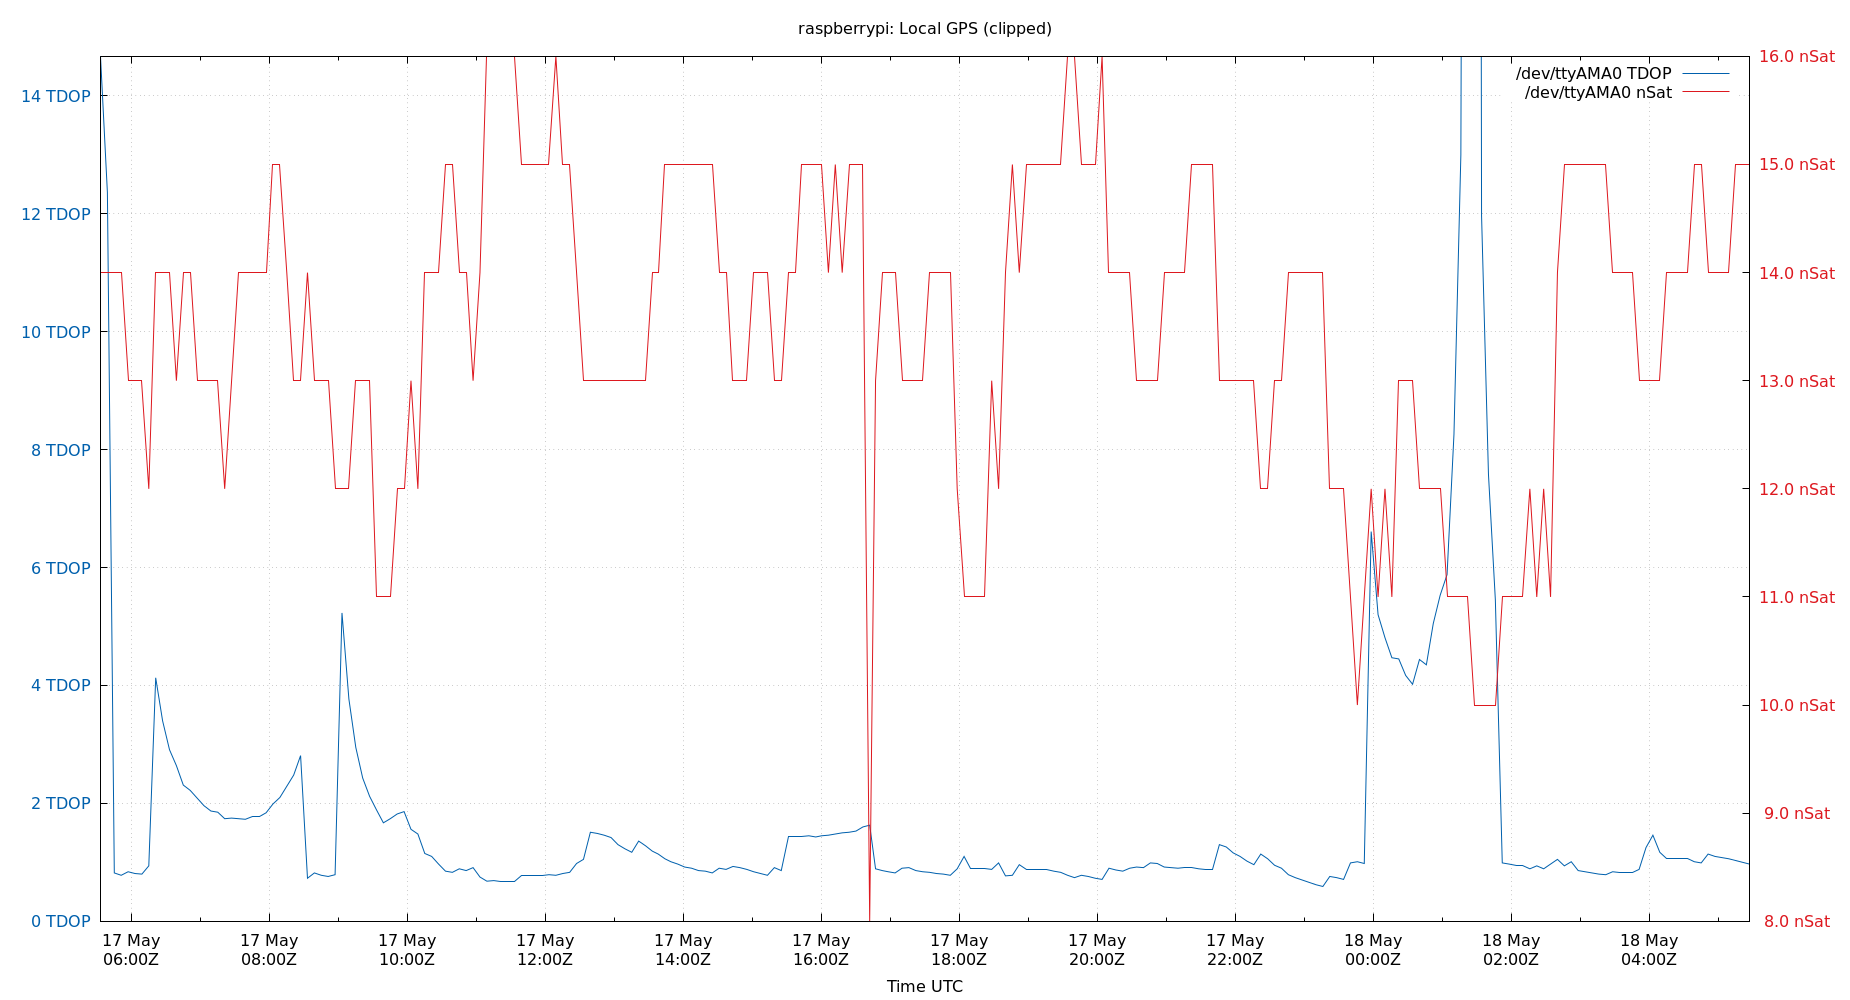 raspberrypi: Local GPS (clipped)
/dev/ttyAMA0 TDOP
/dev/ttyAMA0 nSat
14 TDOP
12 TDOP
10 TDOP
8 TDOP
6 TDOP
4 TDOP
2 TDOP
0 TDOP
16.0 nSat
15.0 nSat
14.0 nSat
13.0 nSat
12.0 nSat
11.0 nSat
10.0 nSat
9.0 nSat
8.0 nSat
17 May
06:00Z
17 May
08:00Z
17 May
10:00Z
17 May
12:00Z
17 May
14:00Z
17 May
16:00Z
17 May
18:00Z
17 May
20:00Z
17 May
22:00Z
18 May
00:00Z
18 May
02:00Z
18 May
04:00Z
Time UTC